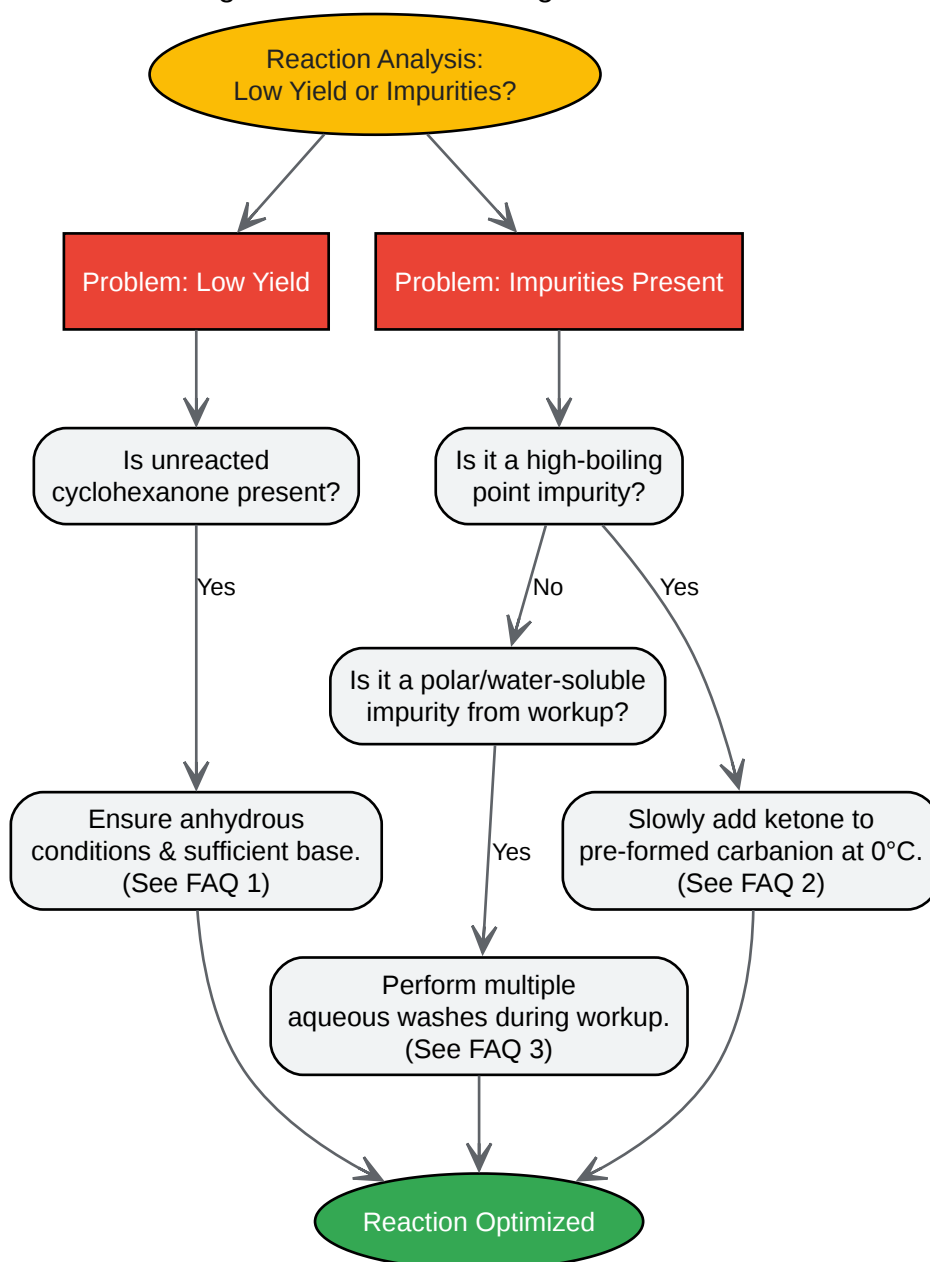 Reaction Analysis:
Low Yield or Impurities?
Problem: Low Yield
Problem: Impurities Present
Is unreacted
cyclohexanone present?
Is it a high-boiling
point impurity?
Yes
No
Yes
Is it a polar/water-soluble
impurity from workup?
Ensure anhydrous
conditions & sufficient base.
(See FAQ 1)
Yes
Slowly add ketone to
pre-formed carbanion at 0°C.
(See FAQ 2)
Perform multiple
aqueous washes during workup.
(See FAQ 3)
Reaction Optimized